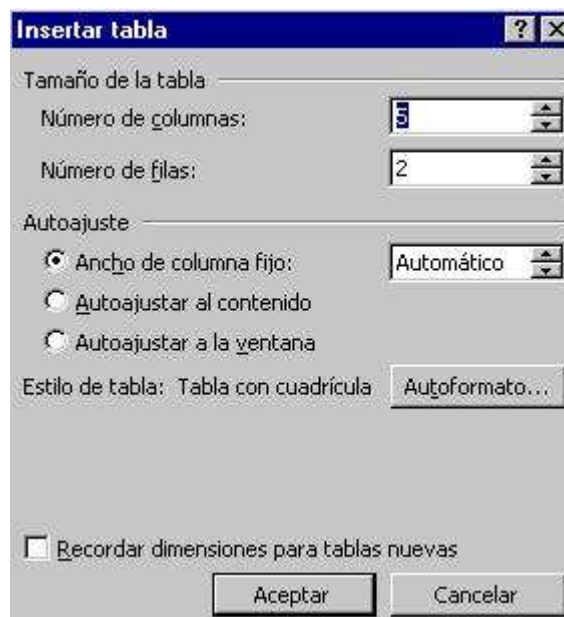 Insertar tabla
Tamaño de la tabla
Número de columnas: 5
Número de filas: 2
Autoajuste
Ancho de columna fijo: Automático
Autoajustar al contenido
Autoajustar a la ventana
Estilo de tabla: Tabla con cuadrícula Autoformato...
Recordar dimensiones para tablas nuevas
Aceptar Cancelar